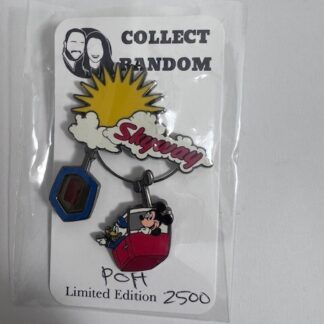 COLLECT
RANDOM
Skyway
POH
Limited Edition 2500